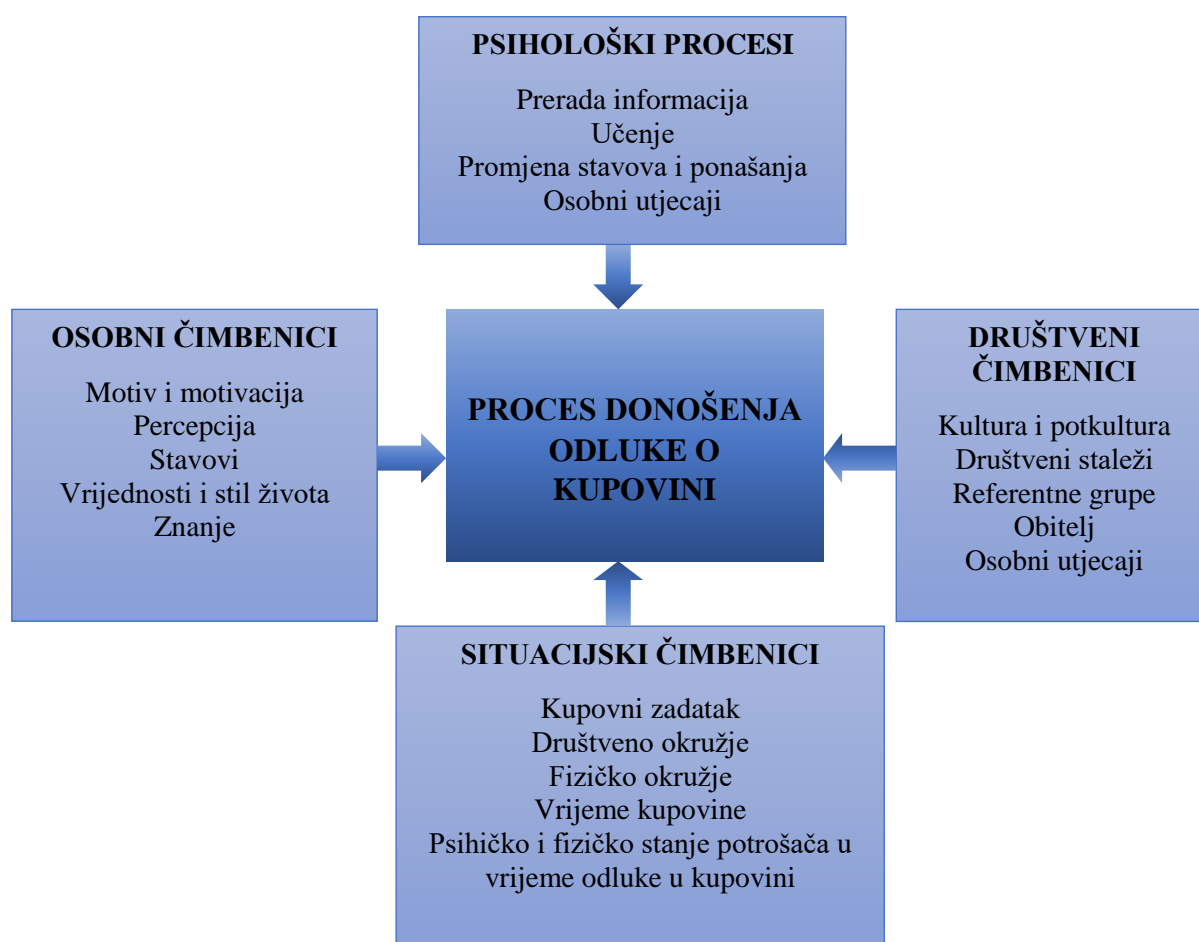 PSIHOLOŠKI PROCESI
Prerada informacija
Učenje
Promjena stavova i ponašanja
Osobni utjecaji
OSOBNI ČIMBENICI
Motiv i motivacija
Percepcija
Stavovi
Vrijednosti i stil života
Znanje
PROCES DONOŠENJA
ODLUKE O
KUPOVINI
DRUŠTVENI
ČIMBENICI
Kultura i potkultura
Društveni staleži
Referentne grupe
Obitelj
Osobni utjecaji
SITUACIJSKI ČIMBENICI
Kupovni zadatak
Društveno okružje
Fizičko okružje
Vrijeme kupovine
Psihičko i fizičko stanje potrošača u
vrijeme odluke u kupovini